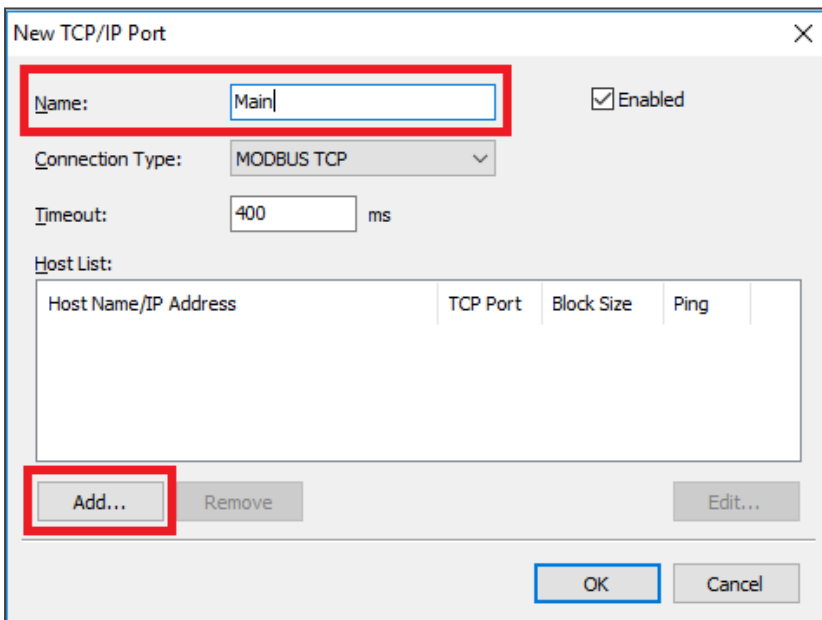 New TCP/IP Port
Name: Main Enabled
Connection Type: MODBUS TCP
Timeout: 400 ms
Host List:
Host Name/IP Address TCP Port Block Size Ping
Add... Remove Edit...
OK Cancel